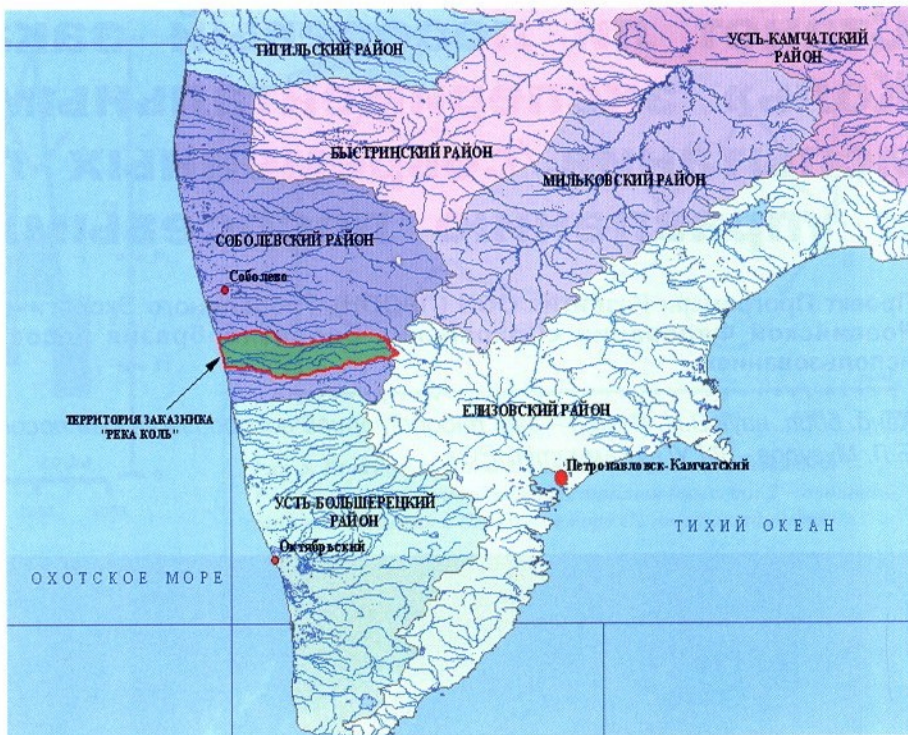 ТИГИЛЬСКИЙ РАЙОН
УСТЬ-КАМЧАТСКИЙ
РАЙОН
БЫСТРИНСКИЙ РАЙОН
МИЛЬКОВСКИЙ РАЙОН
СОБОЛЕВСКИЙ РАЙОН
Соболево
ТЕРРИТОРИЯ ЗАКАЗНИКА
"РЕКА КОЛЬ"
ЕЛИЗОВСКИЙ РАЙОН
Петропавловск-Камчатский
УСТЬ-БОЛЬШЕРЕЦКИЙ
РАЙОН
ТИХИЙ ОКЕАН
Октябрьский
ОХОТСКОЕ МОРЕ